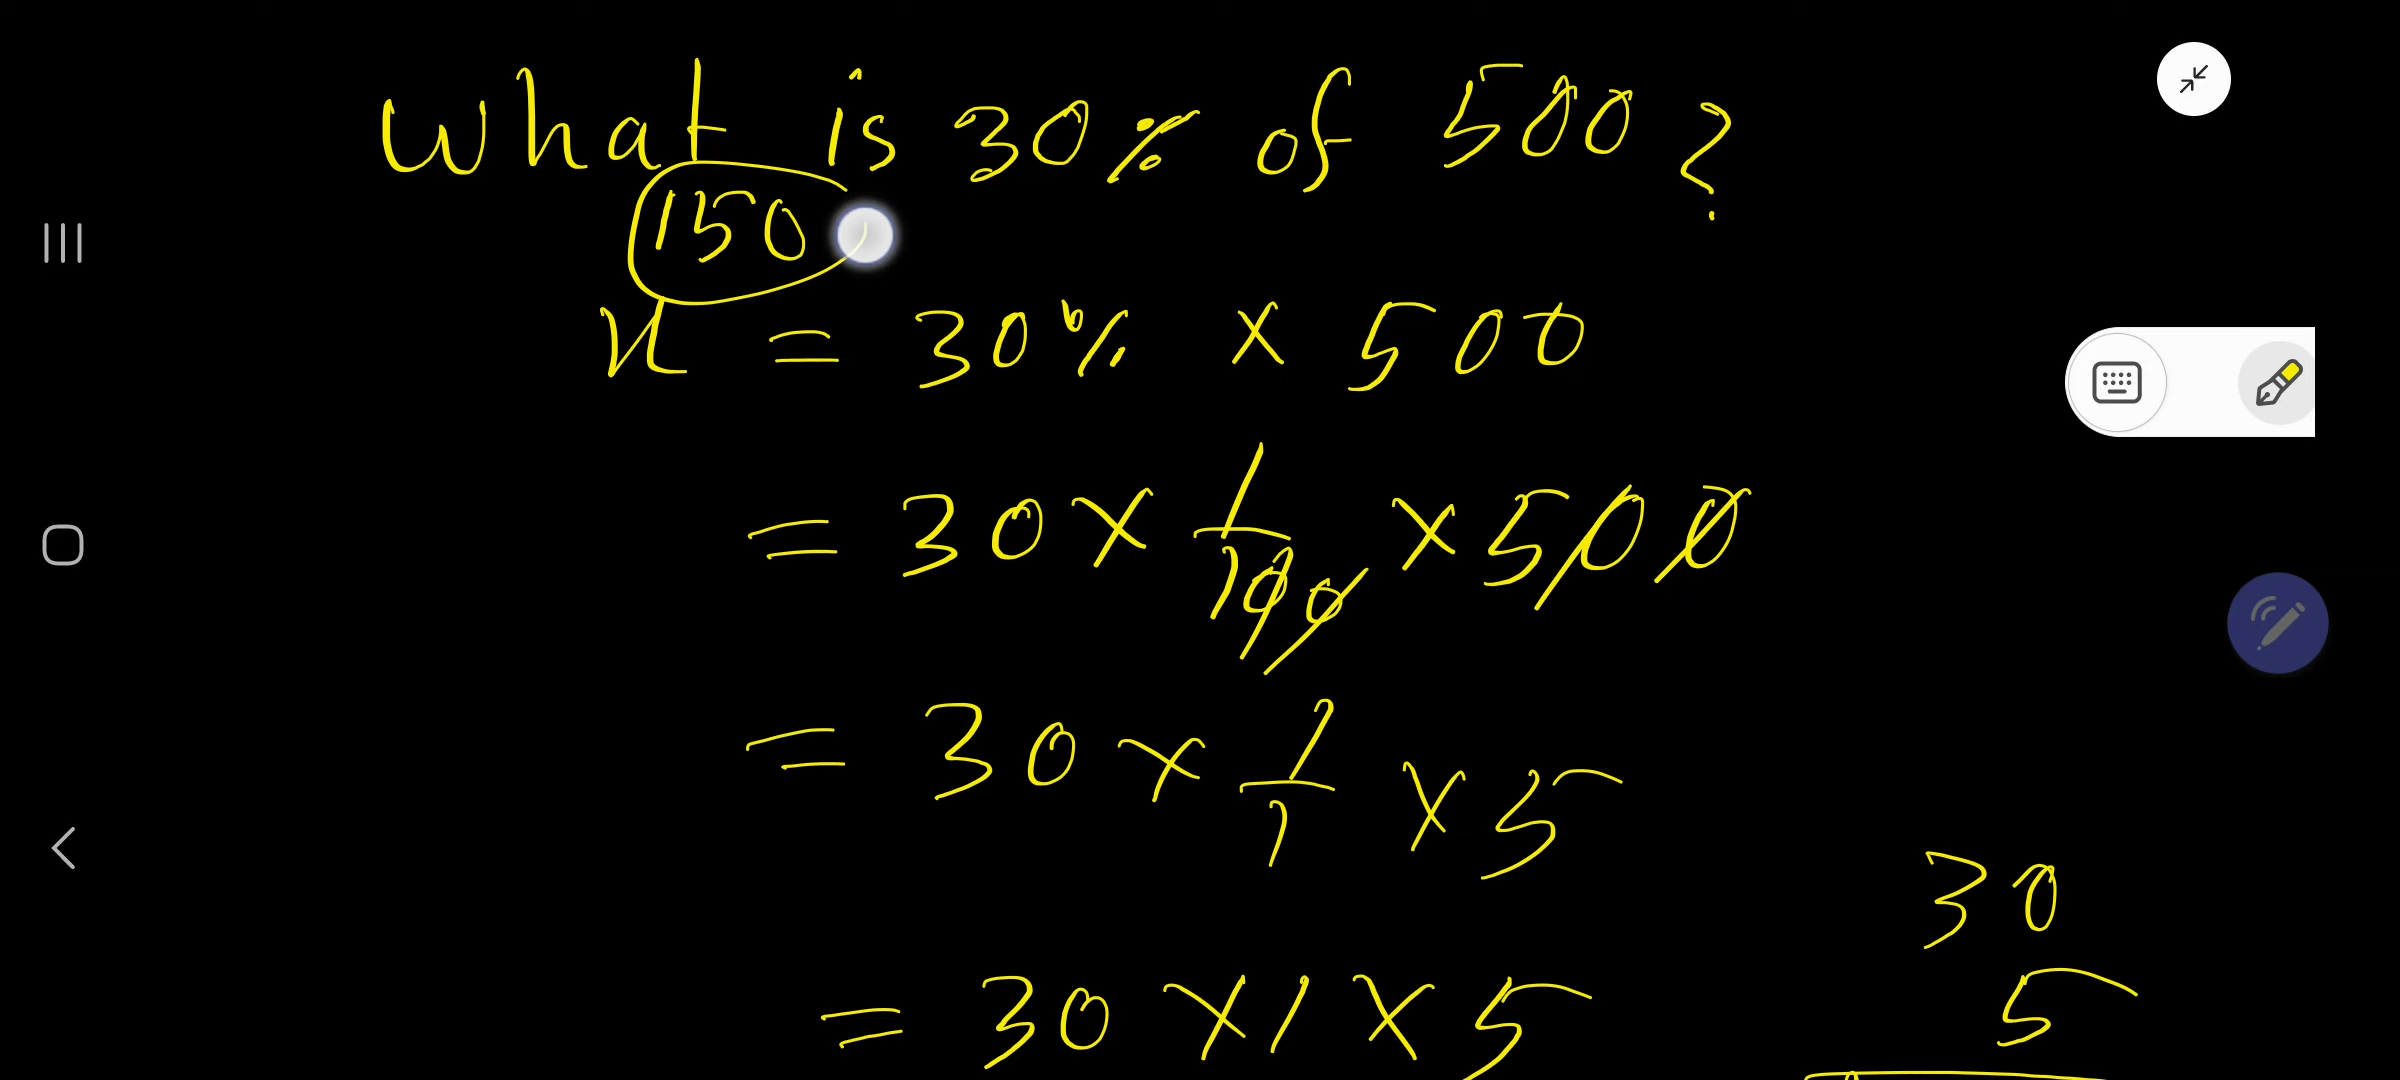 What is 30% of 500?
150
x = 30% × 500
= 30 × 1/100 × 500
= 30 × 1/1 × 5
30
= 30 × 1 × 5
5